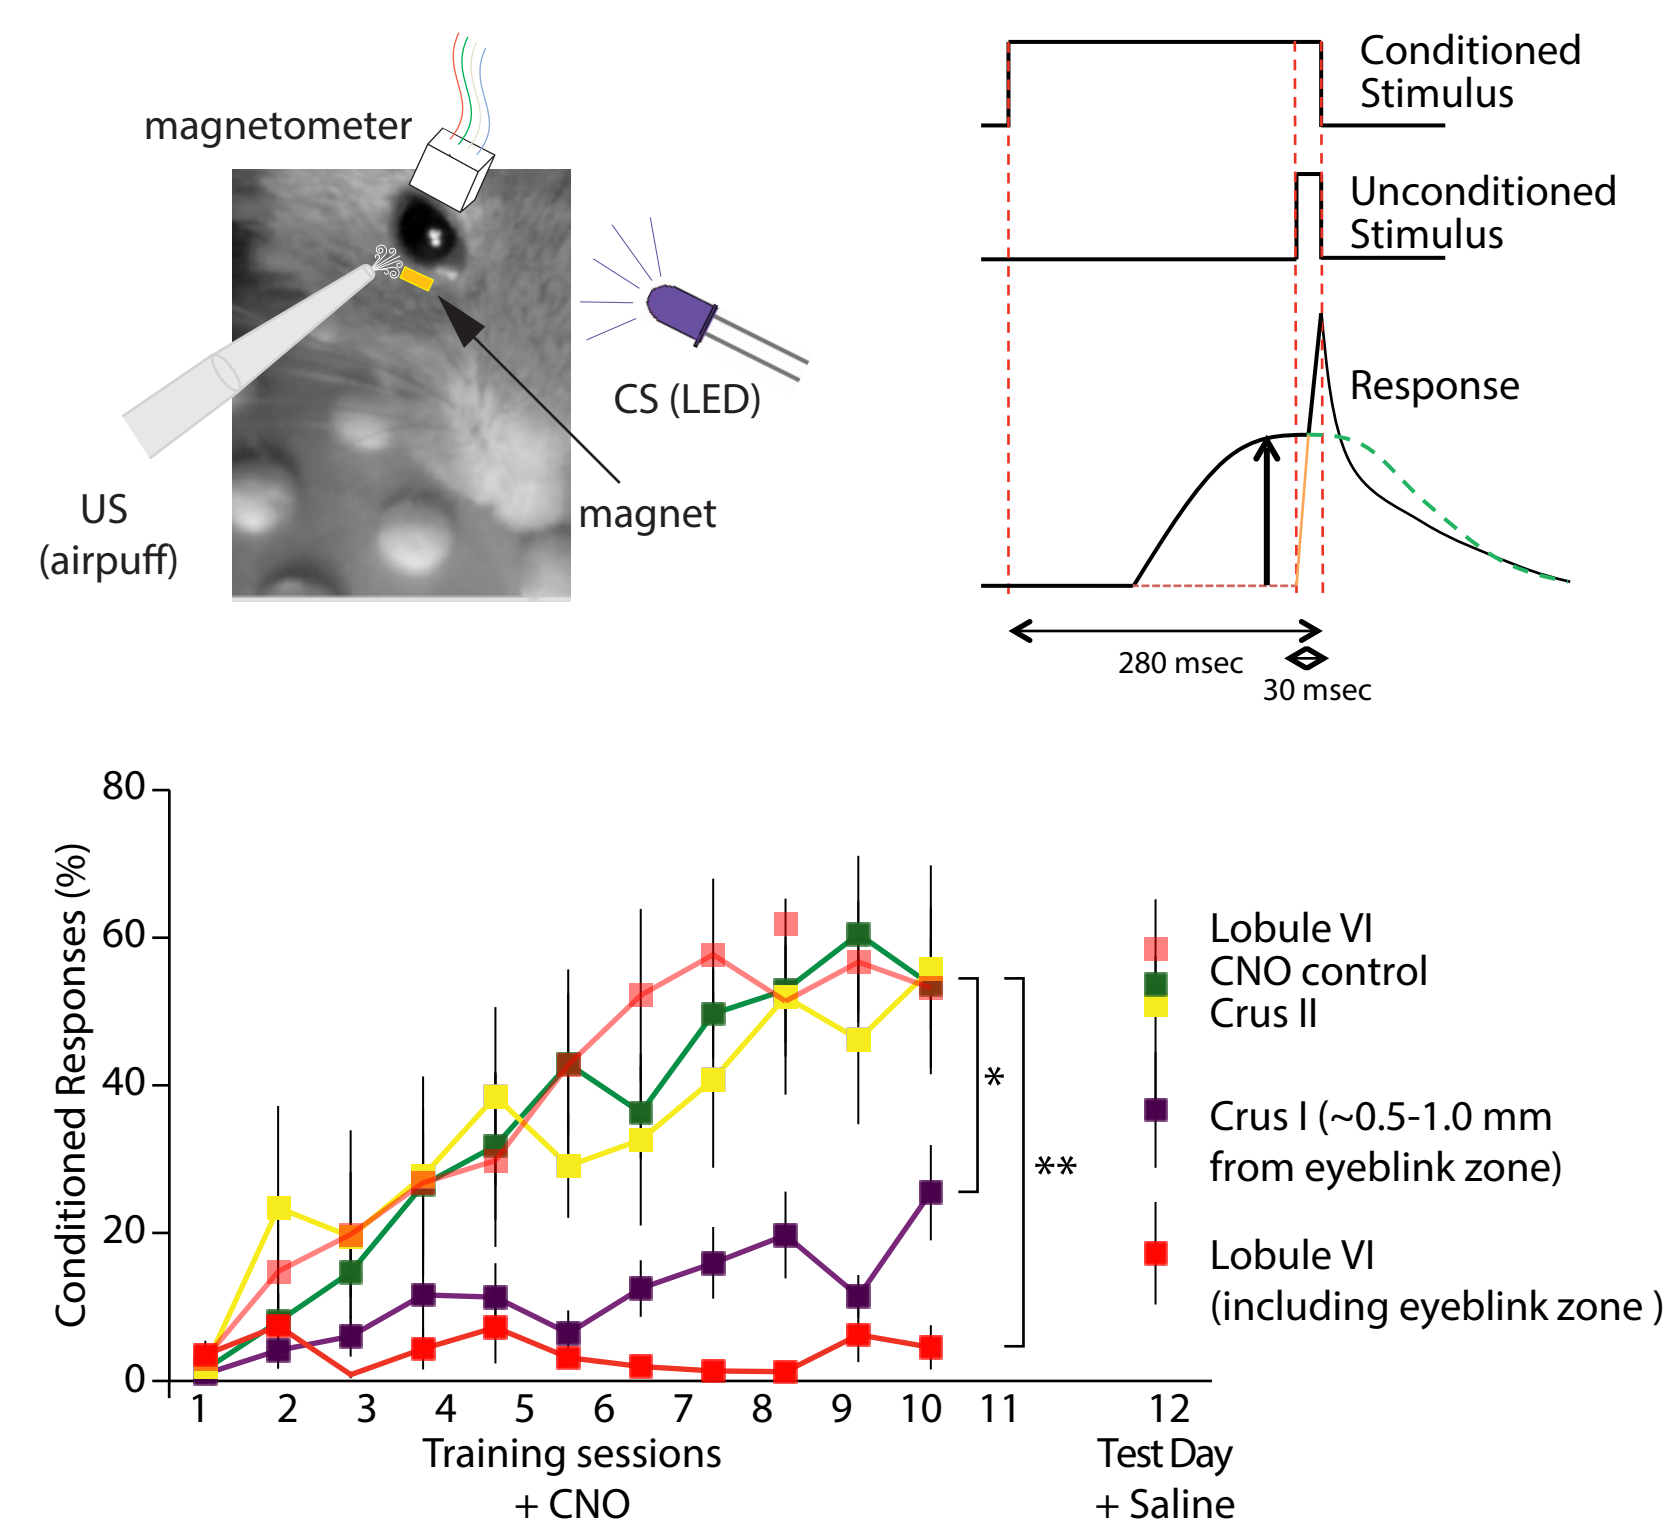 magnetometer
US
(airpuff)
CS (LED)
magnet
Conditioned
Stimulus
Unconditioned
Stimulus
Response
280 msec
30 msec
Conditioned Responses (%)
80
60
40
20
0
1 2 3 4 5 6 7 8 9 10 11 12
Training sessions
+ CNO
Test Day
+ Saline
*
**
Lobule VI
CNO control
Crus II
Crus I (~0.5-1.0 mm
from eyeblink zone)
Lobule VI
(including eyeblink zone )